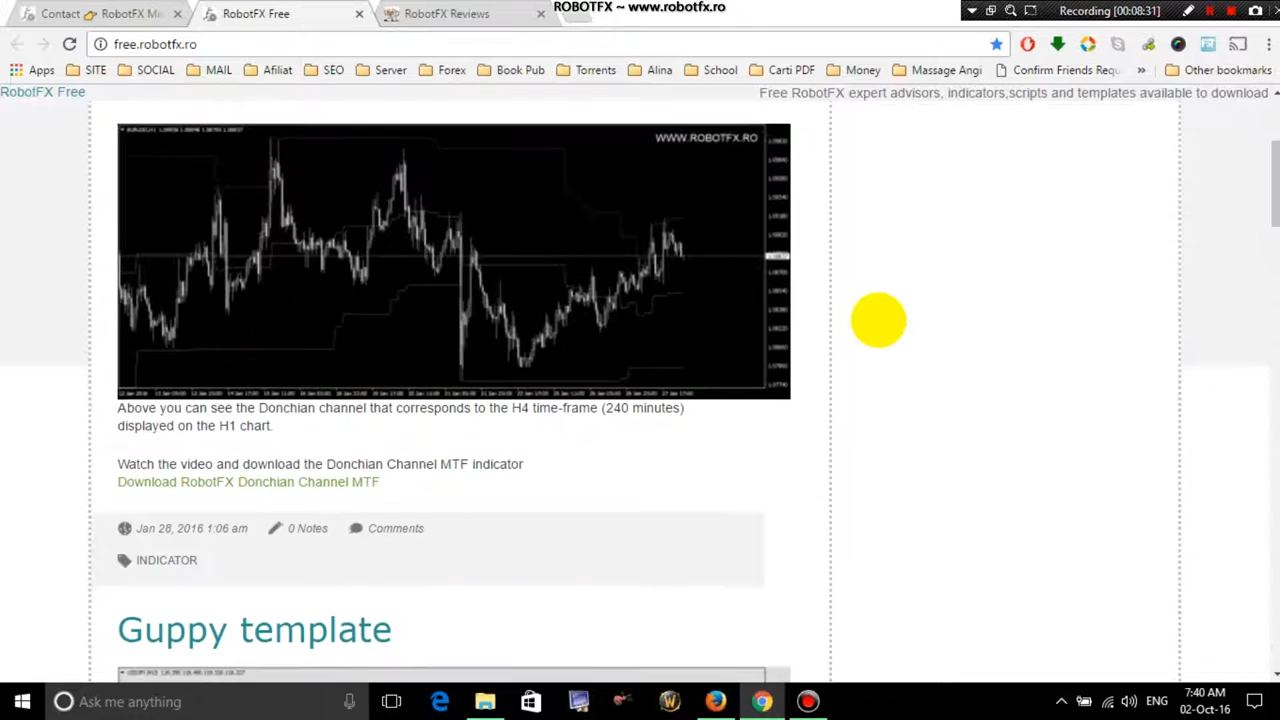 ROBOTFX ~ www.robotfx.ro
Recording [00:08:31]
Contact 👉 RobotFX Me
RobotFX Free
RobotFX Reviews
free.robotfx.ro
Apps SITE SOCIAL MAIL Afiliat SEO Server Forex Book Pub Torrents Alina School Carti PDF Money Massage Angi Confirm Friends Requ » Other bookmarks
RobotFX Free
Free RobotFX expert advisors, indicators,scripts and templates available to download
WWW.ROBOTFX.RO
Above you can see the Donchian channel that corresponds to the H4 time-frame (240 minutes)
displayed on the H1 chart.
Watch the video and download the Donchian Channel MTF indicator
Download RobotFX Donchian Channel MTF
Jan 28, 2016 1:06 am 0 Notes Comments
INDICATOR
Guppy template
Ask me anything
ENG
7:40 AM
02-Oct-16